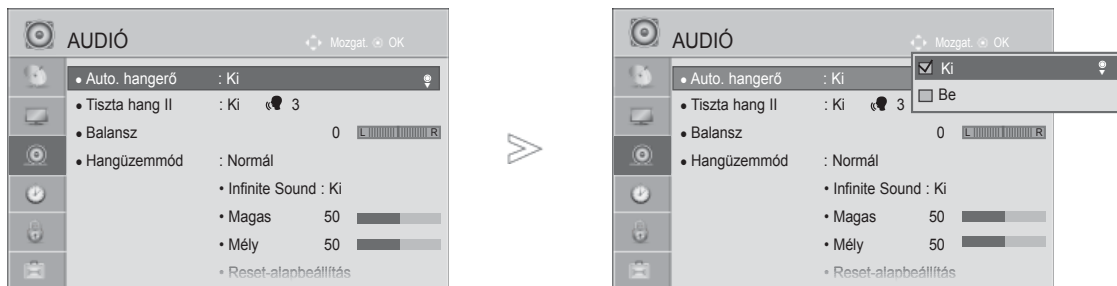 AUDIÓ
Mozgat. OK
• Auto. hangerő : Ki
• Tiszta hang II : Ki 3
• Balansz 0 L R
• Hangüzemmód : Normál
• Infinite Sound : Ki
• Magas 50
• Mély 50
• Reset-alapbeállítás
AUDIÓ
Mozgat. OK
• Auto. hangerő : Ki
Ki
Be
• Tiszta hang II : Ki 3
• Balansz 0 L R
• Hangüzemmód : Normál
• Infinite Sound : Ki
• Magas 50
• Mély 50
• Reset-alapbeállítás